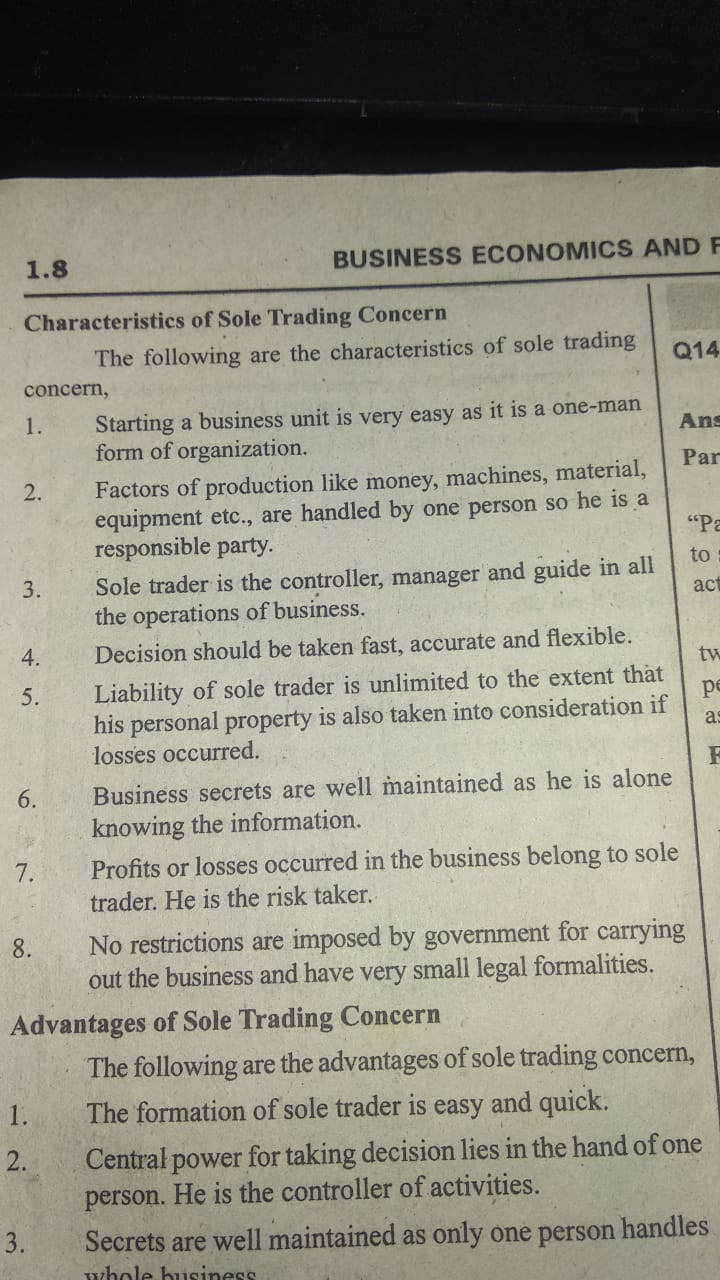 1.8
BUSINESS ECONOMICS AND
Characteristics of Sole Trading Concern
The following are the characteristics of sole trading
concern,
1. Starting a business unit is very easy as it is a one-man
form of organization.
2. Factors of production like money, machines, material,
equipment etc., are handled by one person so he is a
responsible party.
3. Sole trader is the controller, manager and guide in all
the operations of business.
4. Decision should be taken fast, accurate and flexible.
5. Liability of sole trader is unlimited to the extent that
his personal property is also taken into consideration if
losses occurred.
6. Business secrets are well maintained as he is alone
knowing the information.
7. Profits or losses occurred in the business belong to sole
trader. He is the risk taker.
8. No restrictions are imposed by government for carrying
out the business and have very small legal formalities.
Advantages of Sole Trading Concern
The following are the advantages of sole trading concern,
1. The formation of sole trader is easy and quick.
2. Central power for taking decision lies in the hand of one
person. He is the controller of activities.
3. Secrets are well maintained as only one person handles
whole business
Q14
Ans
Par
"Pa
to
act
tw
pe
as